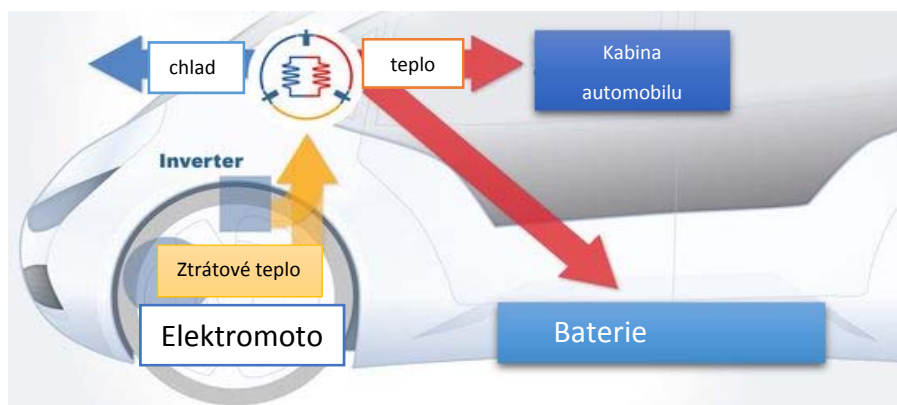 chlad
teplo
Kabina
automobilu
Inverter
Ztrátové teplo
Elektromoto
Baterie